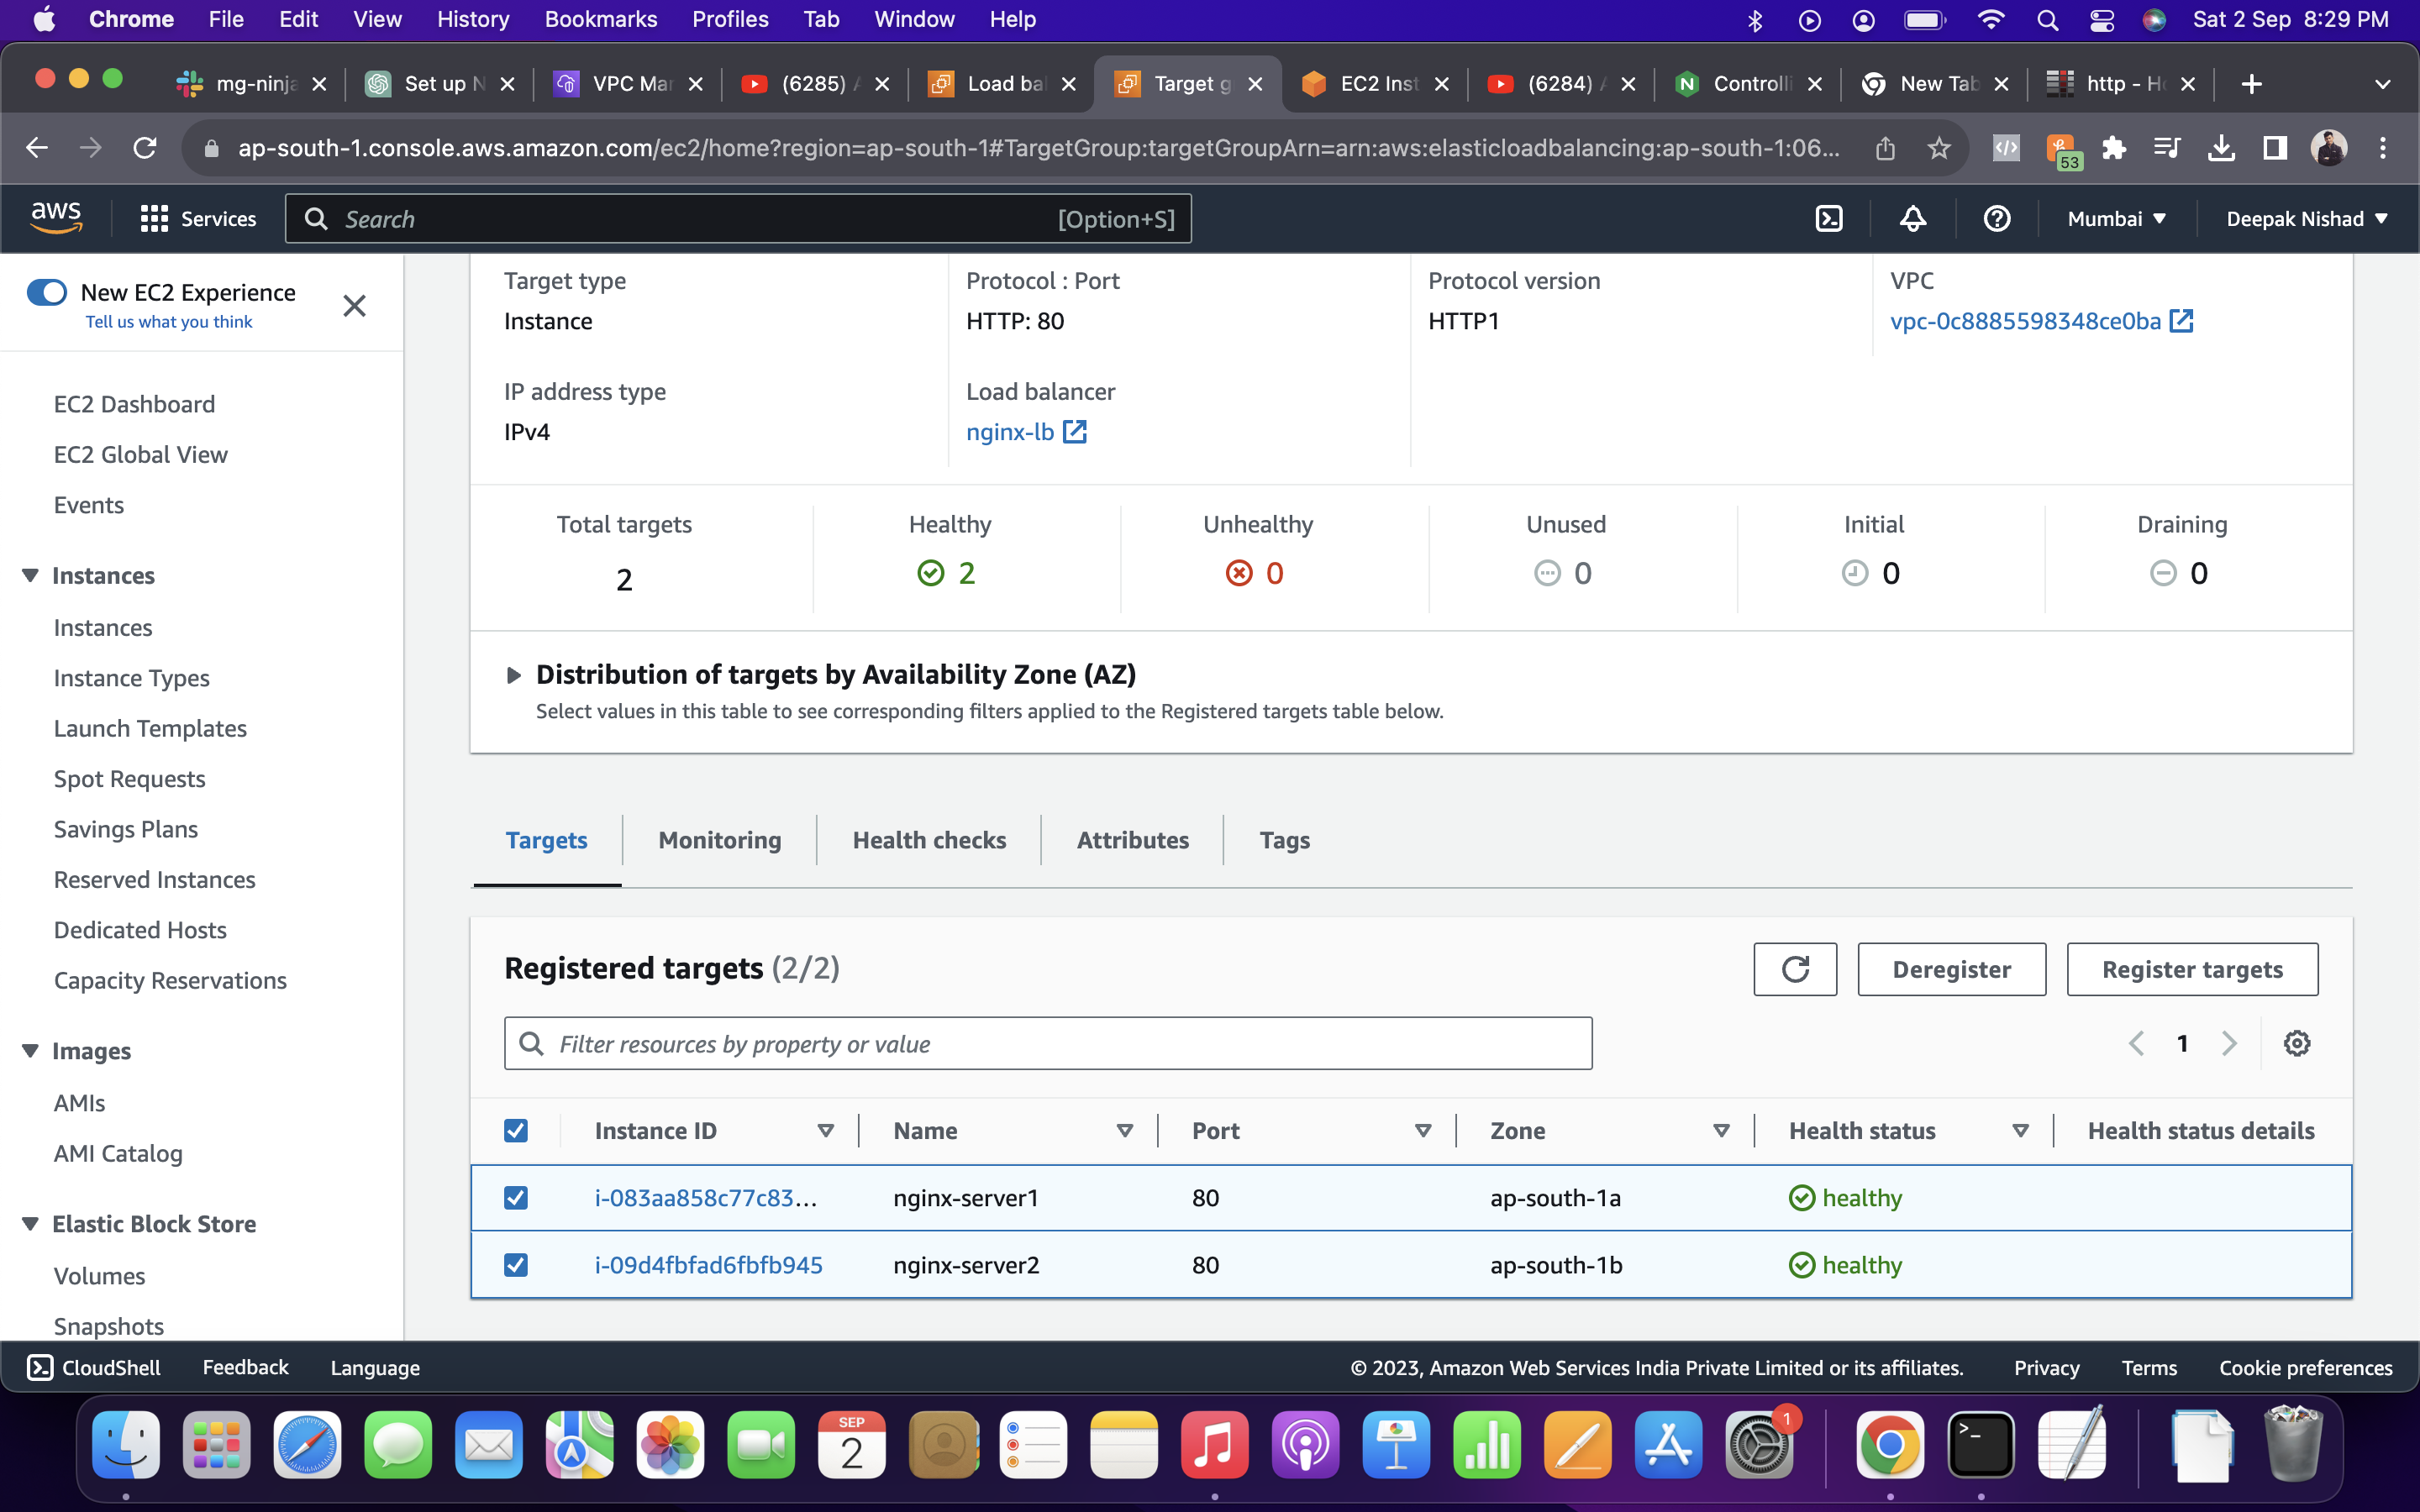 Chrome File Edit View History Bookmarks Profiles Tab Window Help Sat 2 Sep 8:29 PM
mg-ninja Set up N VPC Mar (6285) Load ba Target g EC2 Inst (6284) Controlli New Tab http - H
ap-south-1.console.aws.amazon.com/ec2/home?region=ap-south-1#TargetGroup:targetGroupArn=arn:aws:elasticloadbalancing:ap-south-1:06... 53
aws Services Search [Option+S] Mumbai Deepak Nishad
New EC2 Experience
Tell us what you think
EC2 Dashboard
EC2 Global View
Events
Instances
Instances
Instance Types
Launch Templates
Spot Requests
Savings Plans
Reserved Instances
Dedicated Hosts
Capacity Reservations
Images
AMIs
AMI Catalog
Elastic Block Store
Volumes
Snapshots
Target type Protocol : Port Protocol version VPC
Instance HTTP: 80 HTTP1 vpc-0c8885598348ce0ba
IP address type Load balancer
IPv4 nginx-lb
Total targets Healthy Unhealthy Unused Initial Draining
2 2 0 0 0 0
Distribution of targets by Availability Zone (AZ)
Select values in this table to see corresponding filters applied to the Registered targets table below.
Targets Monitoring Health checks Attributes Tags
Registered targets (2/2) Deregister Register targets
Filter resources by property or value 1
Instance ID Name Port Zone Health status Health status details
i-083aa858c77c83... nginx-server1 80 ap-south-1a healthy
i-09d4fbfad6fbfb945 nginx-server2 80 ap-south-1b healthy
CloudShell Feedback Language © 2023, Amazon Web Services India Private Limited or its affiliates. Privacy Terms Cookie preferences
SEP
2
1